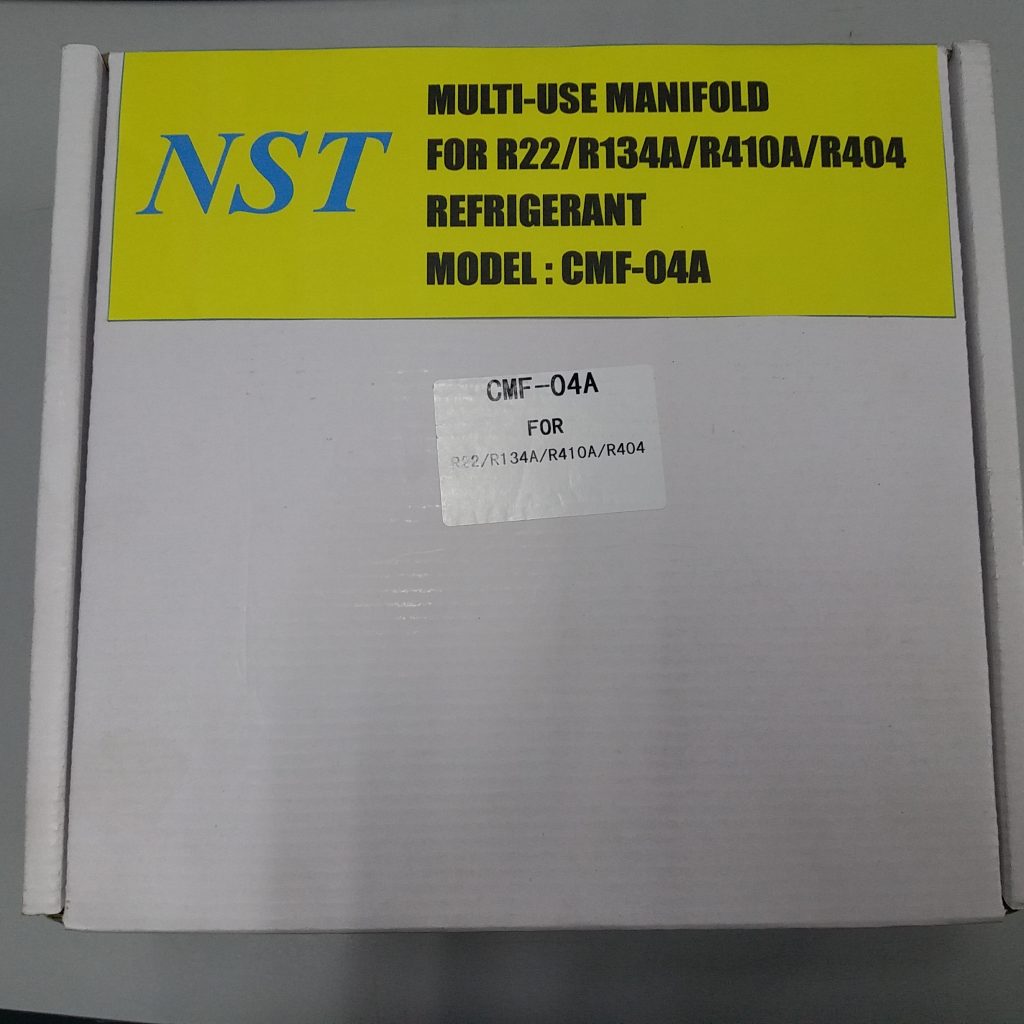 NST
MULTI-USE MANIFOLD
FOR R22/R134A/R410A/R404
REFRIGERANT
MODEL : CMF-04A
CMF-04A
FOR
R22/R134A/R410A/R404